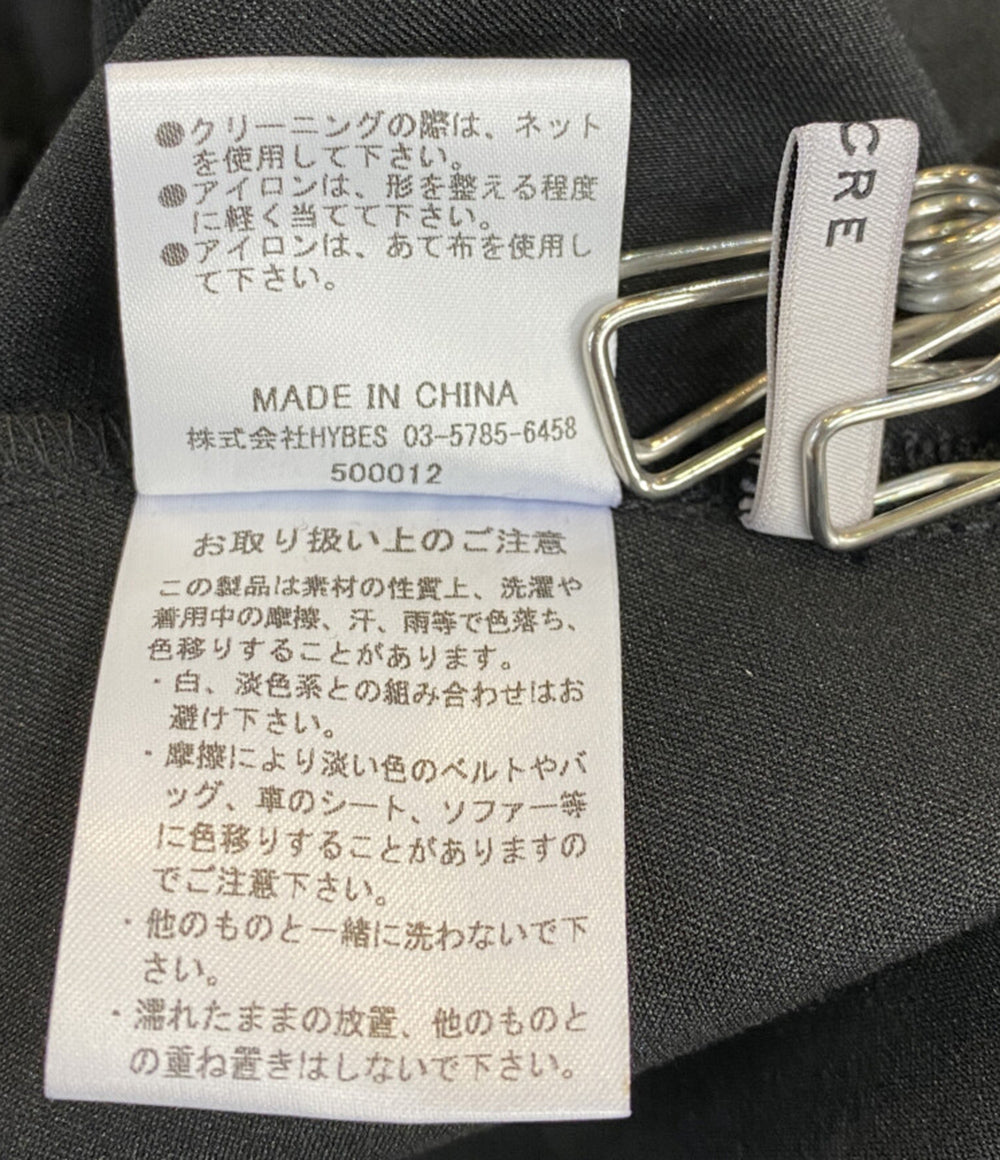 ●クリーニングの際は、ネット
を使用して下さい。
●アイロンは、形を整える程度
に軽く当てて下さい。
●アイロンは、あて布を使用し
て下さい。
MADE IN CHINA
株式会社HYBES 03-5785-6458
500012
お取り扱い上のご注意
この製品は素材の性質上、洗濯や
着用中の摩擦、汗、雨等で色落ち、
色移りすることがあります。
・白、淡色系との組み合わせはお
避け下さい。
・摩擦により淡い色のベルトやバ
ッグ、車のシート、ソファー等
に色移りすることがありますの
でご注意下さい。
・他のものと一緒に洗わないで下
さい。
・濡れたままの放置、他のものと
の重ね置きはしないで下さい。
CRE